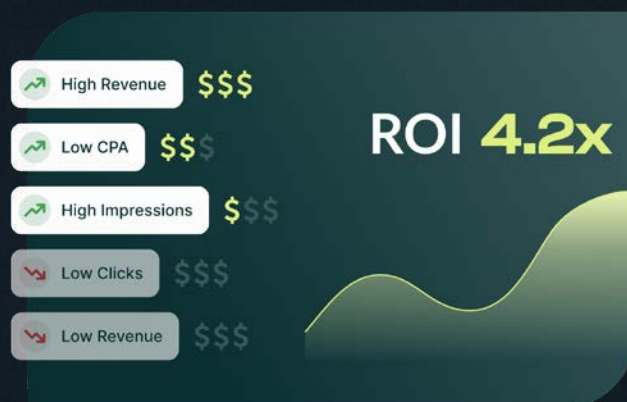 High Revenue $$$
Low CPA $$$
High Impressions $$$
Low Clicks $$$
Low Revenue $$$
ROI 4.2x